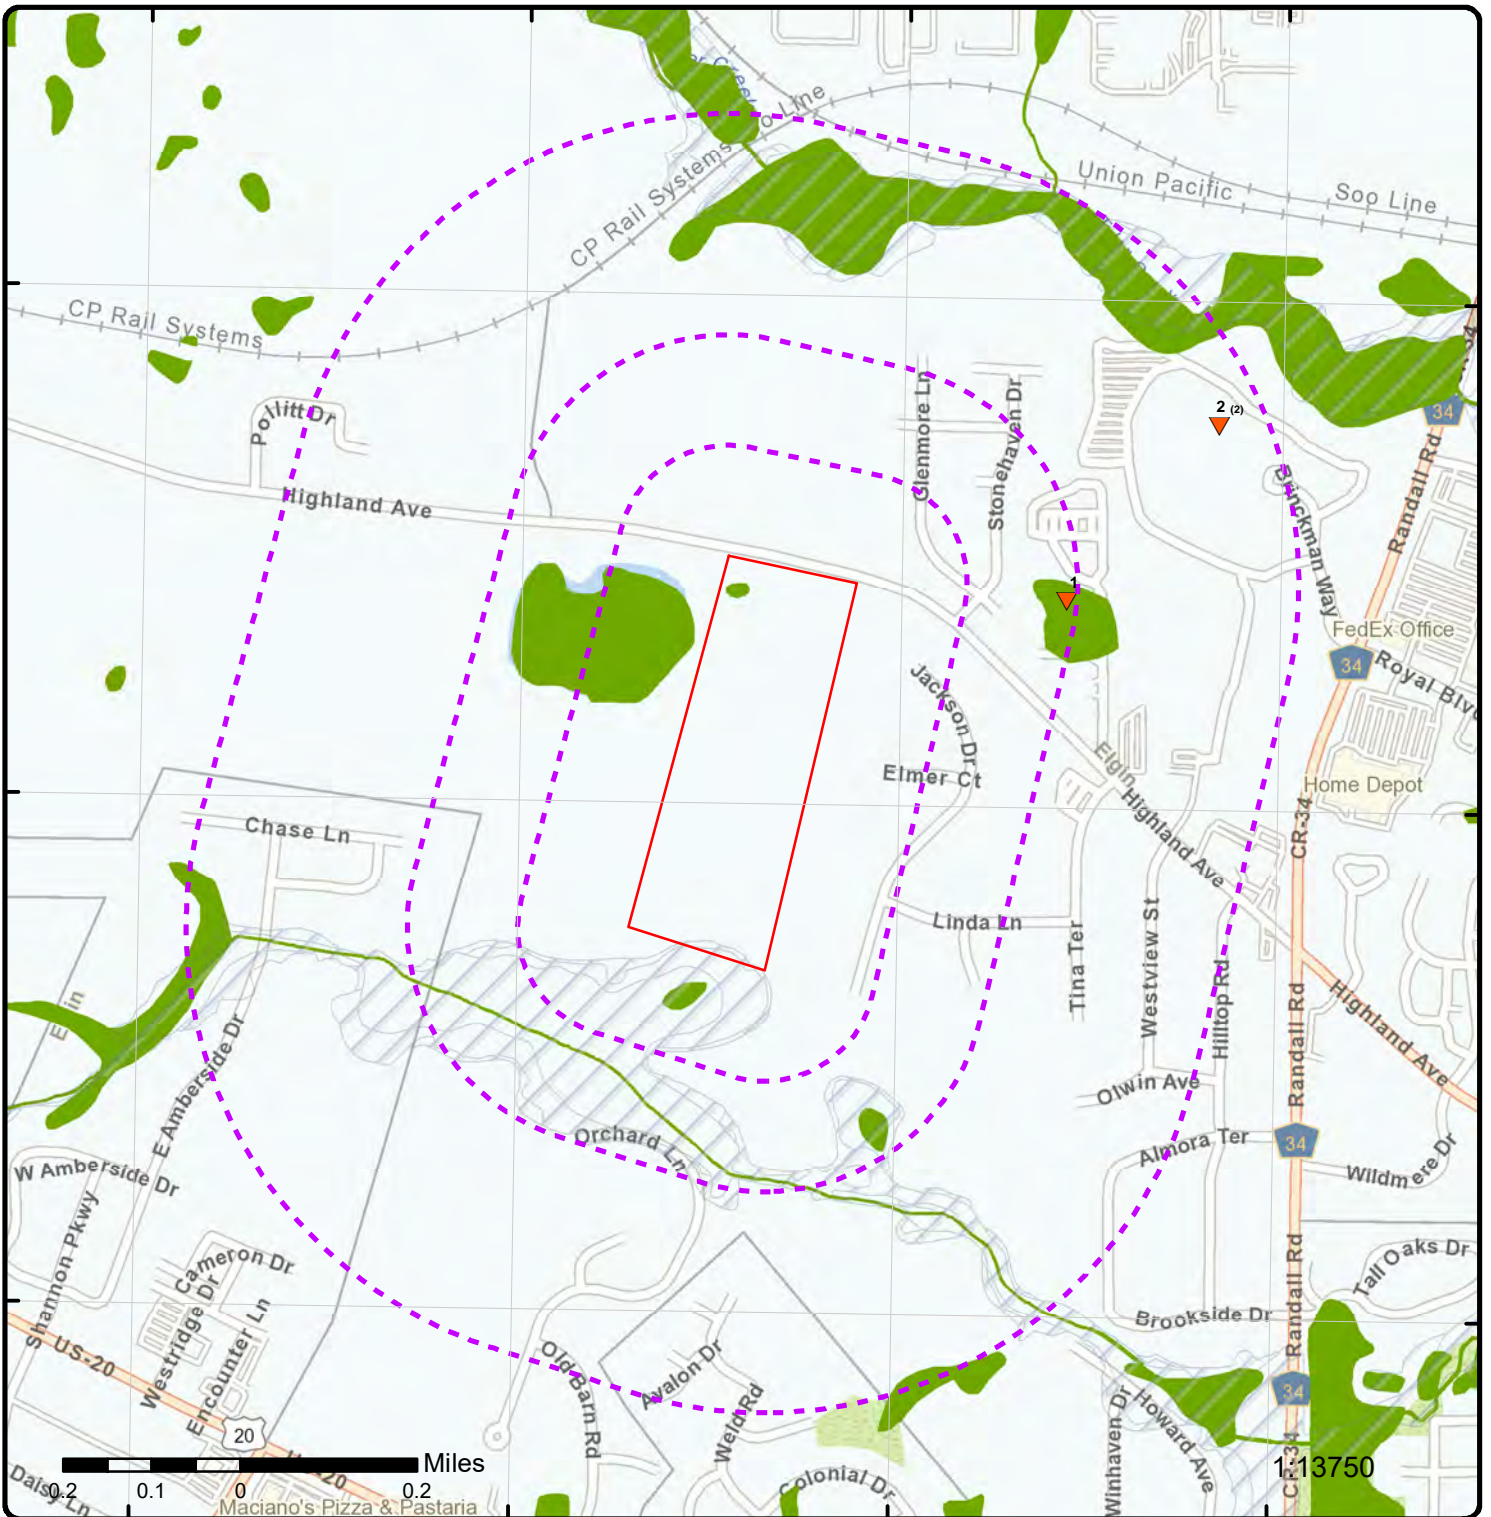 CP Rail Systems
Soo Line
Union Pacific
CP Rail Systems
Pollitt Dr
Highland Ave
Glenmore Ln
Stonehaven Dr
2 (2)
1
34
Randall Rd
Brinckman Way
FedEx Office
34
Royal Blvd
Jackson Dr
Elmer Ct
Elgin
Home Depot
CR-34
Highland Ave
Chase Ln
Linda Ln
Tina Ter
Westview St
Hilltop Rd
Randall Rd
Highland Ave
E Amberside Dr
Olwin Ave
Orchard Ln
Almora Ter
34
Wildmere Dr
W Amberside Dr
Shannon Pkwy
Cameron Dr
Westridge Dr
Encounter Ln
Randall Rd
Tall Oaks Dr
Brookside Dr
US-20
Old Barn Rd
Avalon Dr
Weld Rd
34
Winhaven Dr
Howard Ave
20
US-20
Miles
0.2 0.1 0 0.2
1:13750
CR-34
Daisy Ln
Maciano's Pizza & Pastaria
Colonial Dr